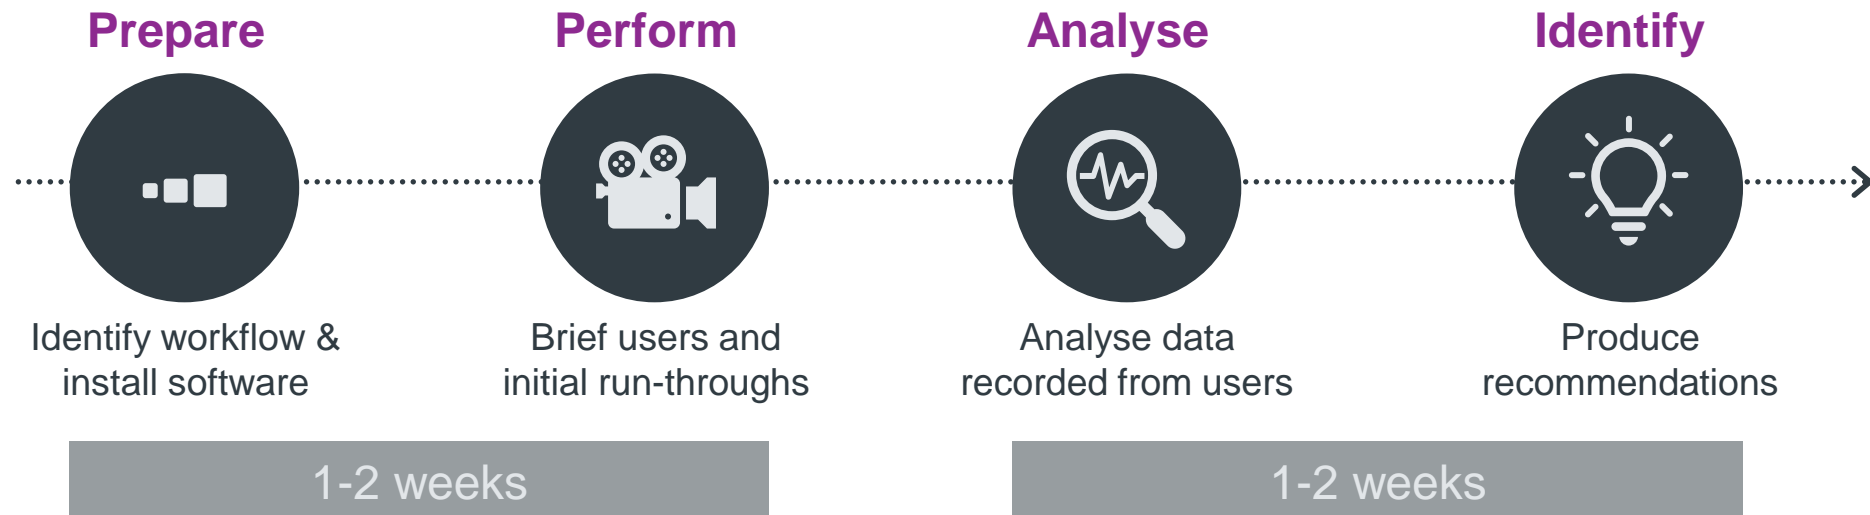 Prepare
Identify workflow &
install software
Perform
Brief users and
initial run-throughs
Analyse
Analyse data
recorded from users
Identify
Produce
recommendations
1-2 weeks
1-2 weeks